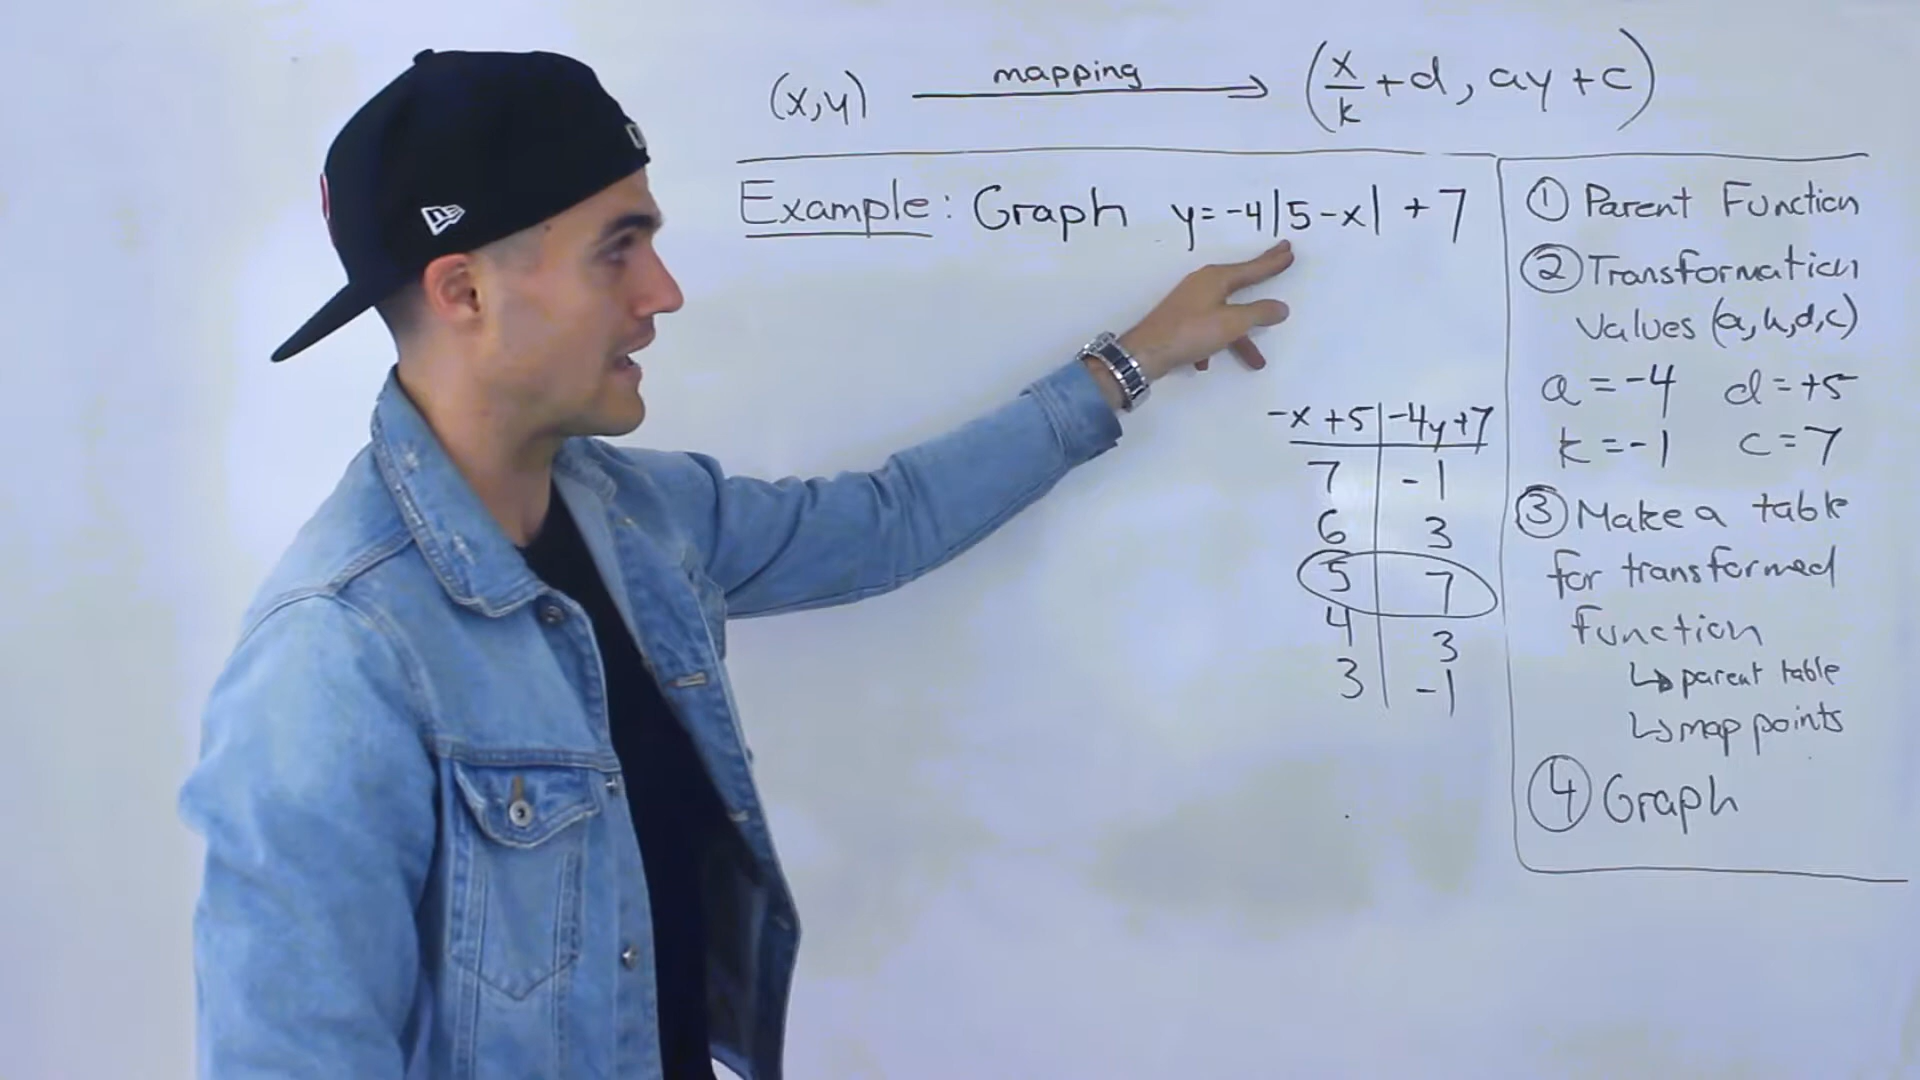 (x,y) mapping → (x/k + d, ay + c)
Example: Graph y = -4|5-x| + 7
-x+5 | -4y+7
7 | -1
6 | 3
5 | 7
4 | 3
3 | -1
① Parent Function
② Transformation
values (a,k,d,c)
a = -4 d = +5
k = -1 c = 7
③ Make a table
for transformed
function
↳ parent table
↳ map points
④ Graph